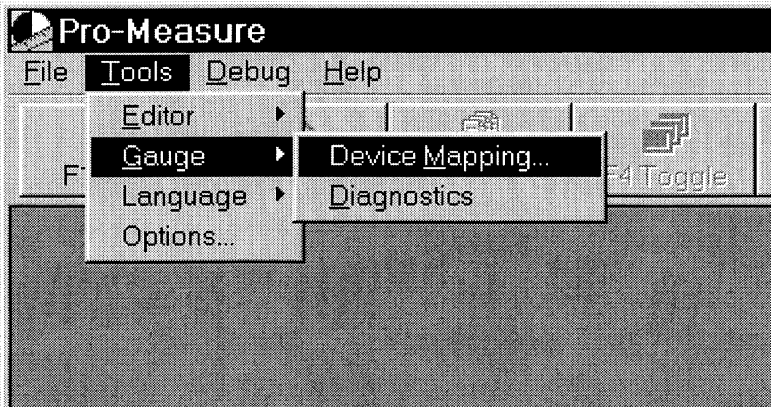 Pro-Measure
File Tools Debug Help
Editor
Gauge Device Mapping...
F4 Toggle
Language Diagnostics
Options...